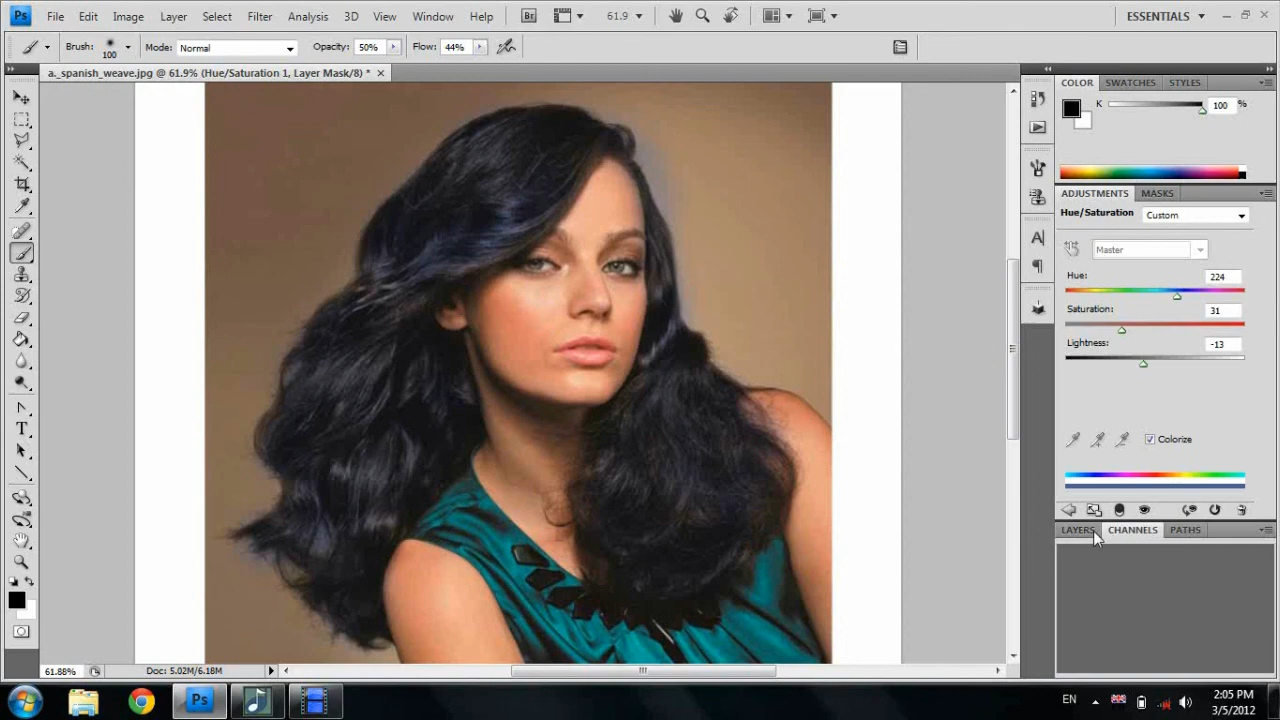 Ps File Edit Image Layer Select Filter Analysis 3D View Window Help Br 61.9 ESSENTIALS
Brush: 100 Mode: Normal Opacity: 50% Flow: 44%
a._spanish_weave.jpg @ 61.9% (Hue/Saturation 1, Layer Mask/8) *
COLOR SWATCHES STYLES
K 100 %
ADJUSTMENTS MASKS
Hue/Saturation Custom
Master
Hue: 224
Saturation: 31
Lightness: -13
Colorize
LAYERS CHANNELS PATHS
61.88% Doc: 5.02M/6.18M
Ps EN 2:05 PM
3/5/2012